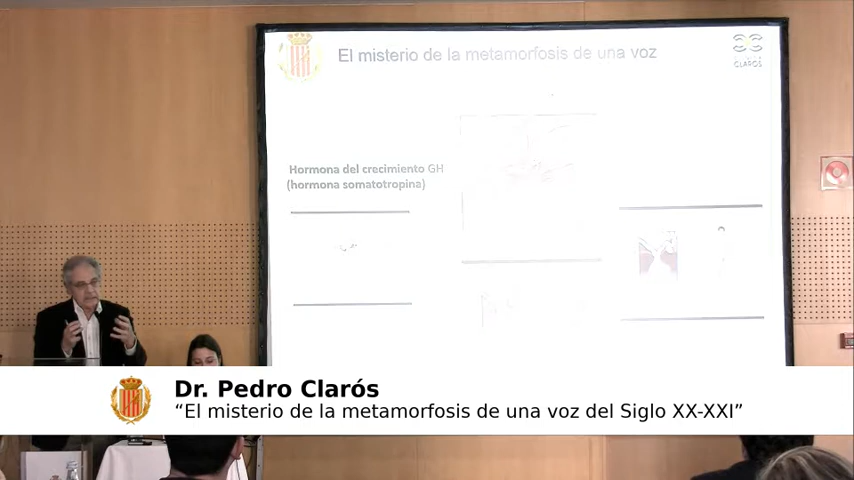 El misterio de la metamorfosis de una voz
CLARÓS
Hormona del crecimiento GH
(hormona somatotropina)
Dr. Pedro Clarós
“El misterio de la metamorfosis de una voz del Siglo XX-XXI”